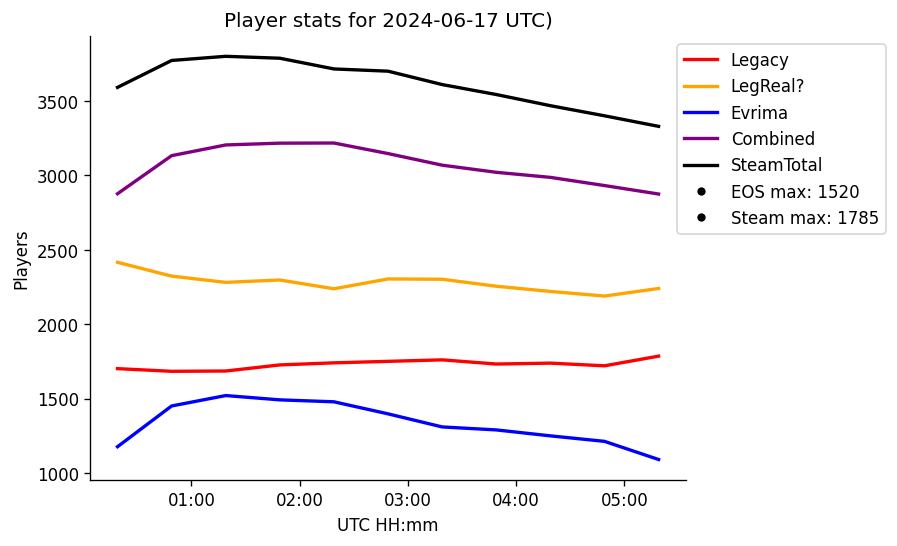 Player stats for 2024-06-17 UTC)
Players
3500
3000
2500
2000
1500
1000
01:00 02:00 03:00 04:00 05:00
UTC HH:mm
Legacy
LegReal?
Evrima
Combined
SteamTotal
EOS max: 1520
Steam max: 1785